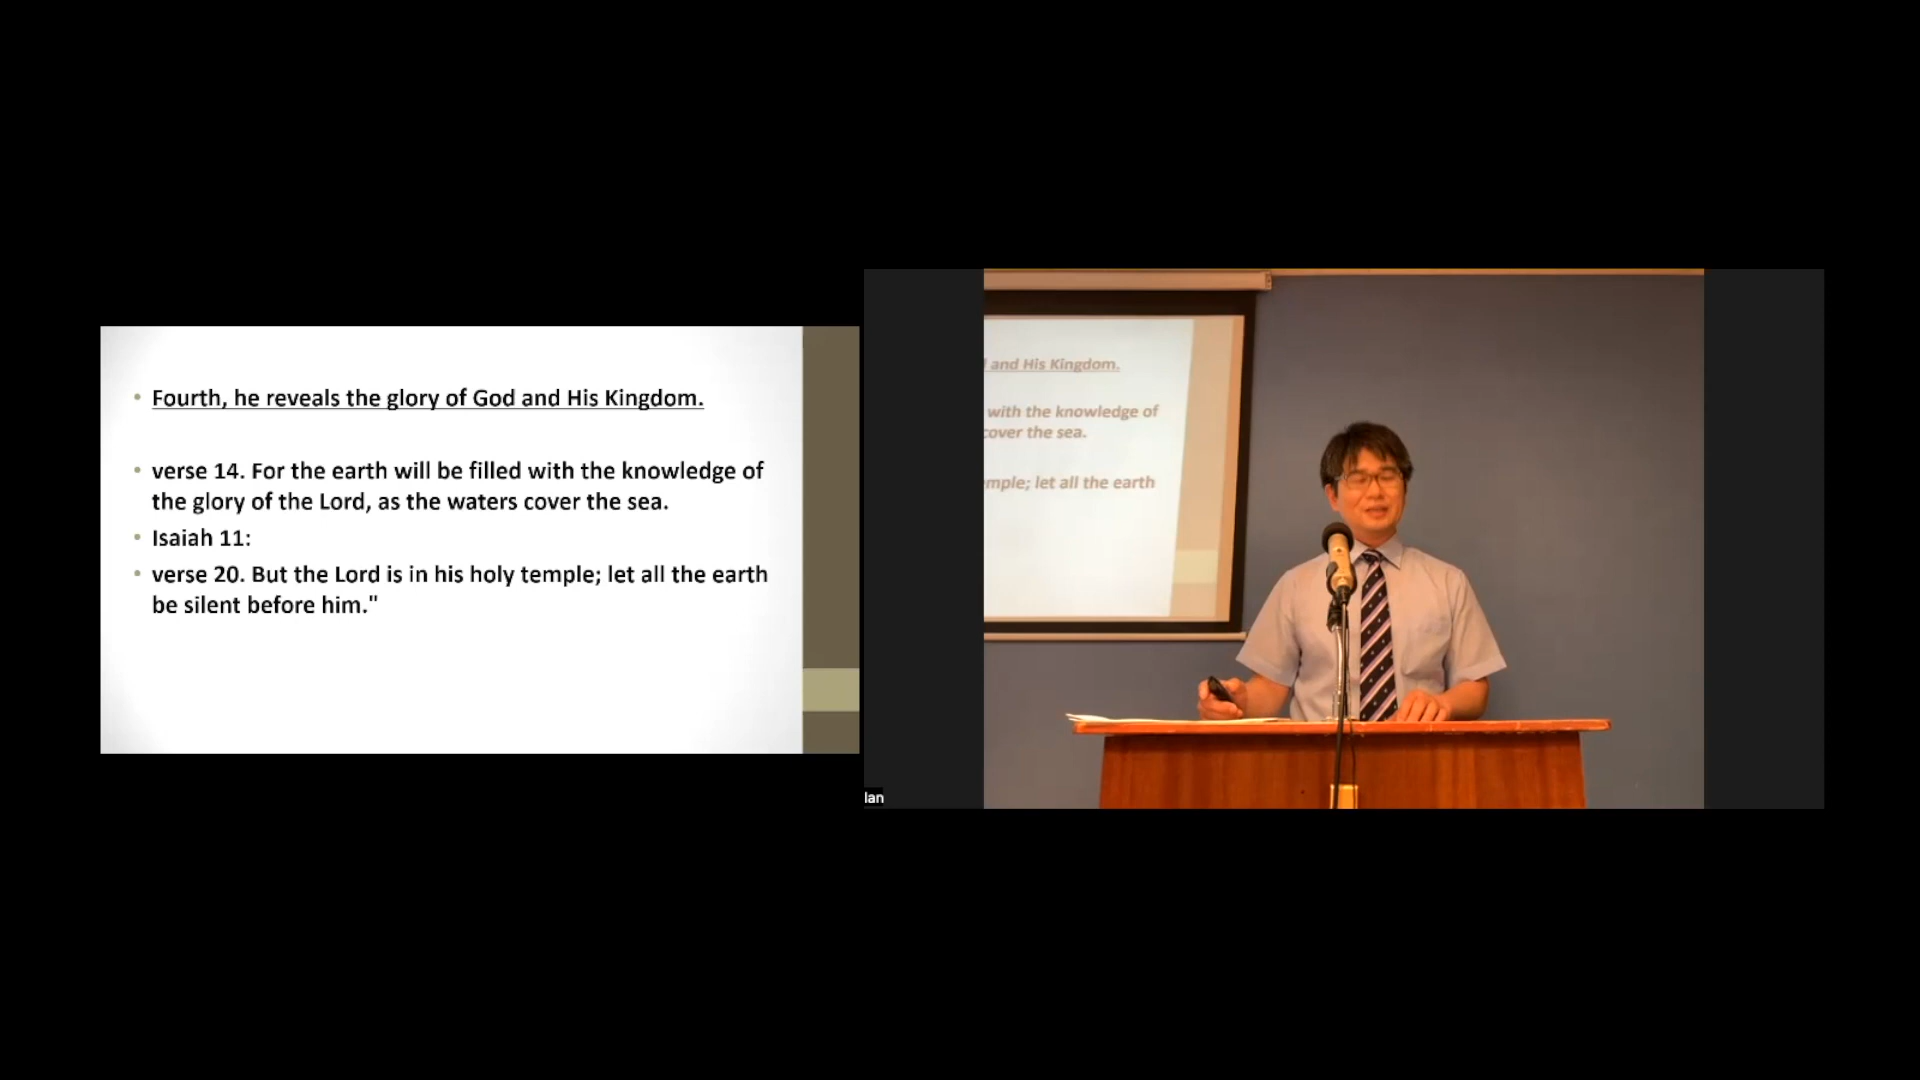 Fourth, he reveals the glory of God and His Kingdom.
verse 14. For the earth will be filled with the knowledge of
the glory of the Lord, as the waters cover the sea.
Isaiah 11:
verse 20. But the Lord is in his holy temple; let all the earth
be silent before him."
and His Kingdom.
with the knowledge of
cover the sea.
mple; let all the earth
lan